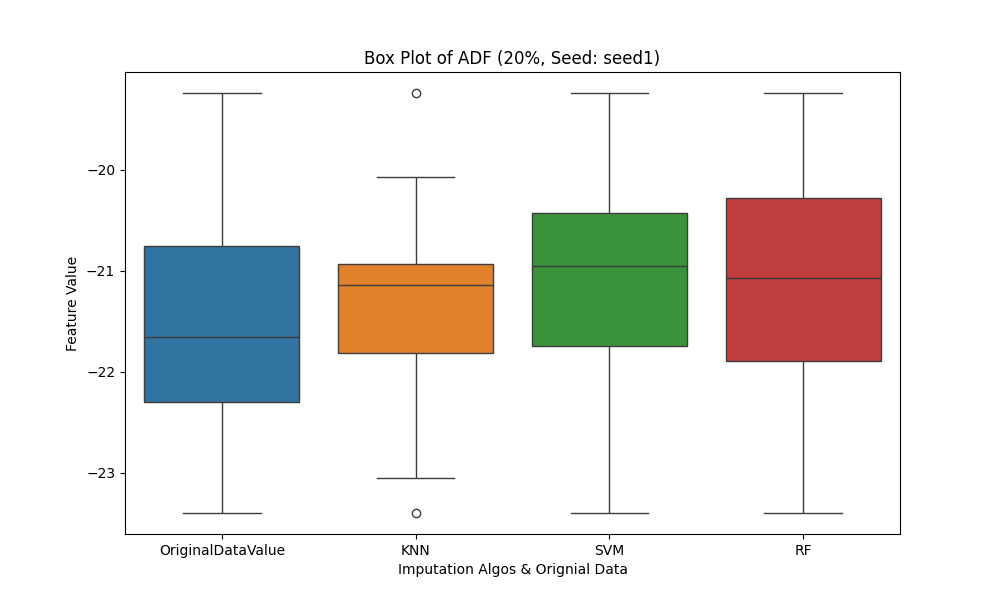 Box Plot of ADF (20%, Seed: seed1)
Feature Value
−20
−21
−22
−23
OriginalDataValue
KNN
SVM
RF
Imputation Algos & Orignial Data